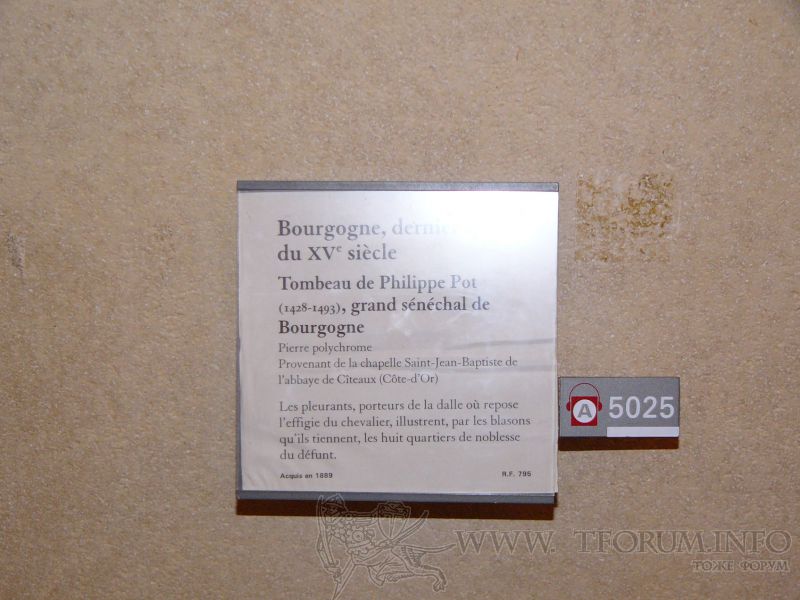 Bourgogne, dernier
du XVe siècle
Tombeau de Philippe Pot
(1428-1493), grand sénéchal de
Bourgogne
Pierre polychrome
Provenant de la chapelle Saint-Jean-Baptiste de
l'abbaye de Cîteaux (Côte-d'Or)
Les pleurants, porteurs de la dalle où repose
l'effigie du chevalier, illustrent, par les blasons
qu'ils tiennent, les huit quartiers de noblesse
du défunt.
Acquis en 1889 R.F. 795
A 5025
WWW. TFORUM.INFO
ТОЖЕ ФОРУМ